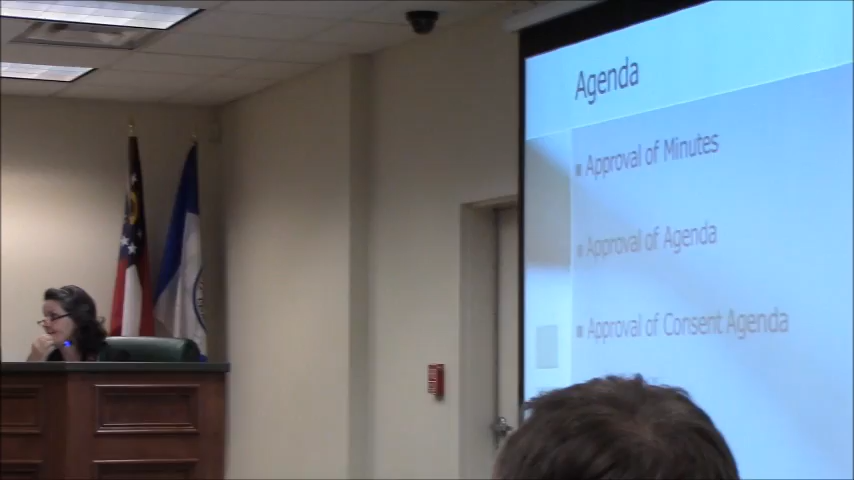 Agenda
Approval of Minutes
Approval of Agenda
Approval of Consent Agenda